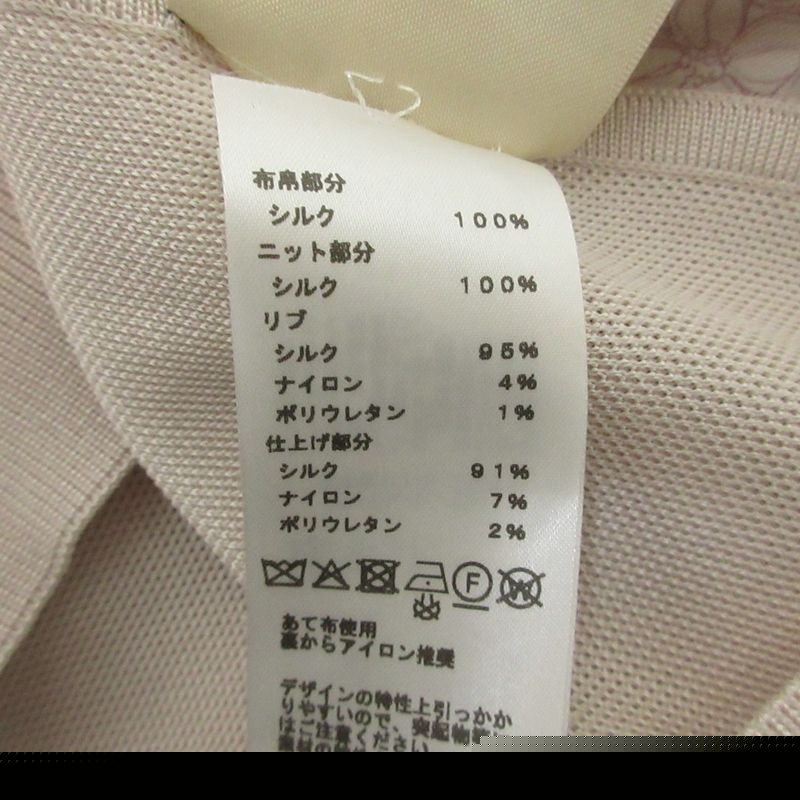 布帛部分
シルク 100%
ニット部分
シルク 100%
リブ
シルク 95%
ナイロン 4%
ポリウレタン 1%
仕上げ部分
シルク 91%
ナイロン 7%
ポリウレタン 2%
F W
あて布使用
裏からアイロン推奨
デザインの特性上引っかか
りやすいので、突起物等に
はご注意ください